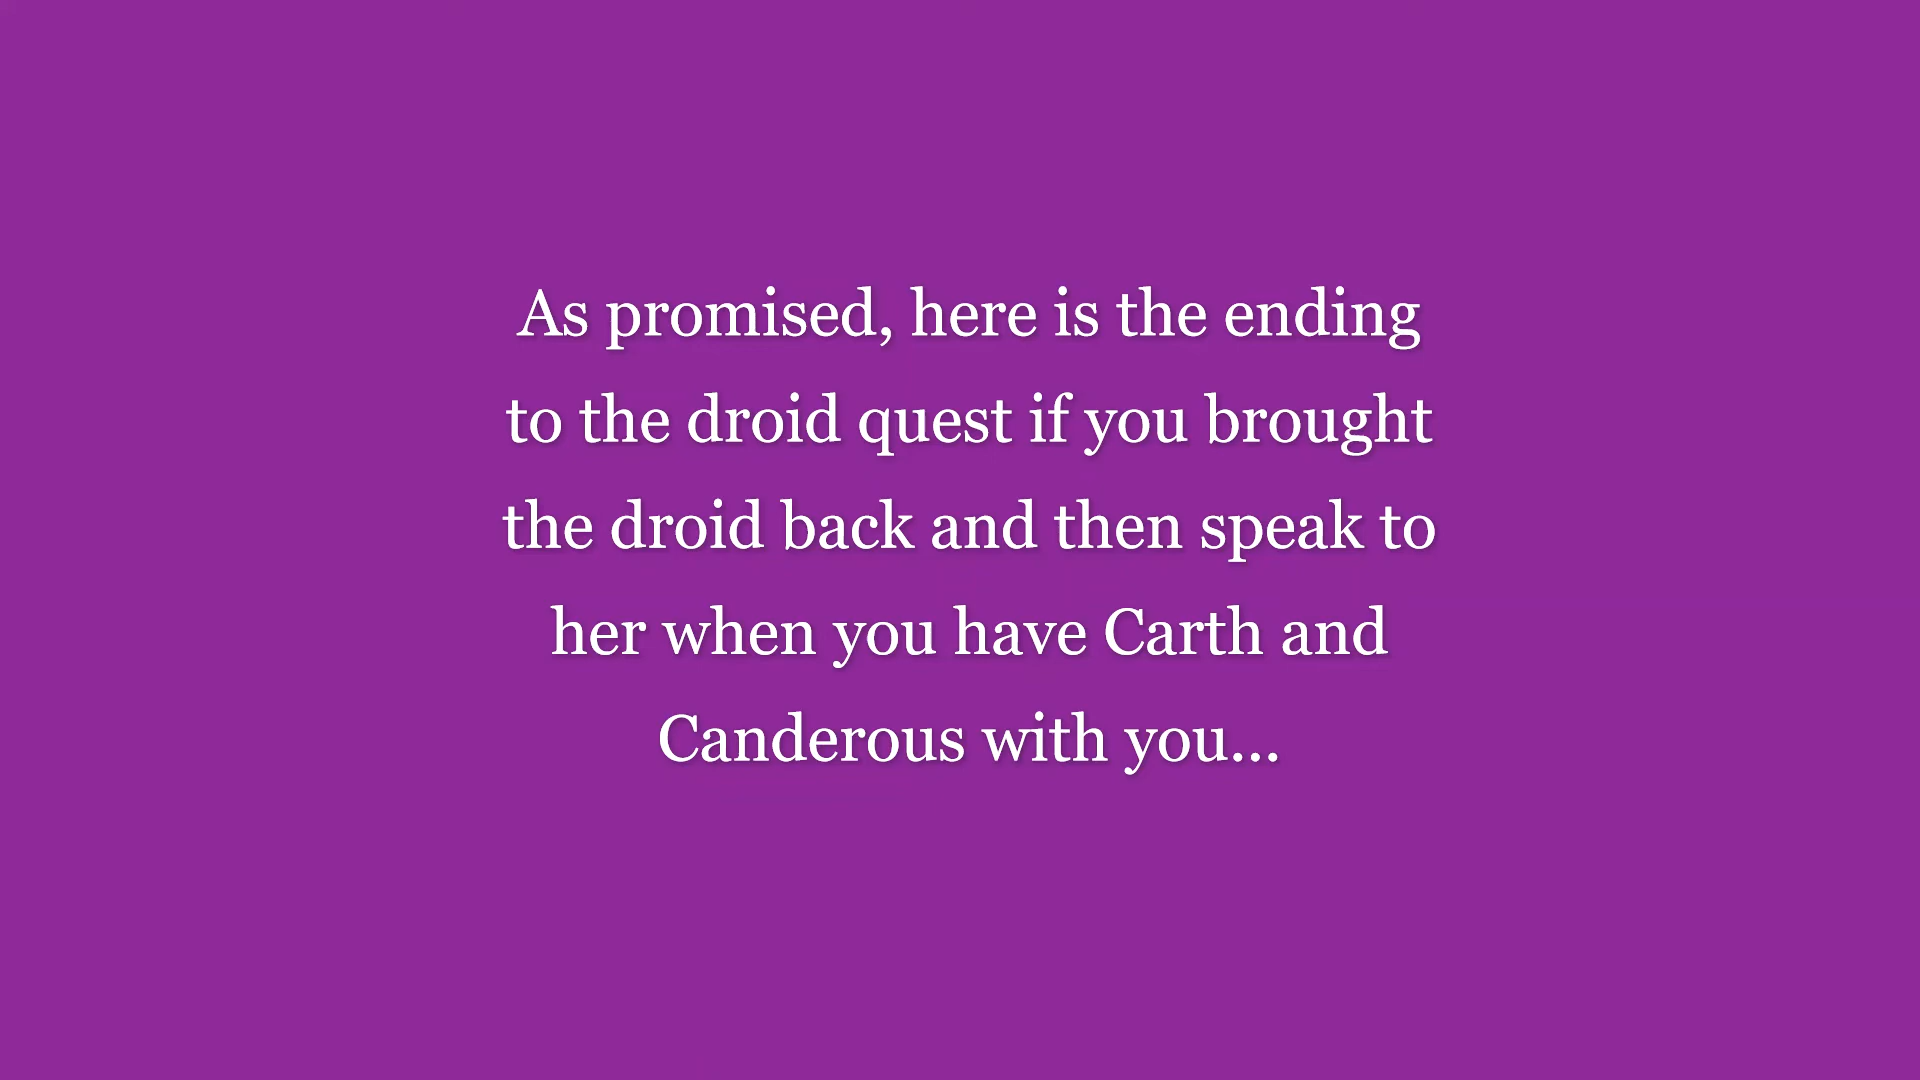 As promised, here is the ending
to the droid quest if you brought
the droid back and then speak to
her when you have Carth and
Canderous with you...